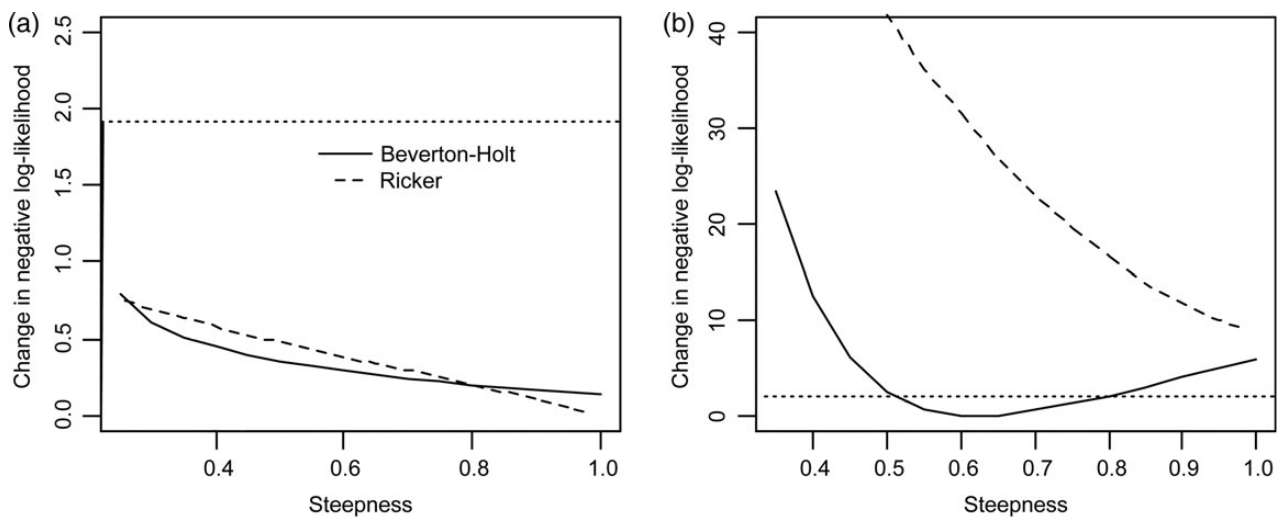 (a)
Change in negative log-likelihood
2.5
2.0
1.5
1.0
0.5
0.0
Beverton-Holt
Ricker
0.4 0.6 0.8 1.0
Steepness
(b)
Change in negative log-likelihood
40
30
20
10
0
0.4 0.5 0.6 0.7 0.8 0.9 1.0
Steepness